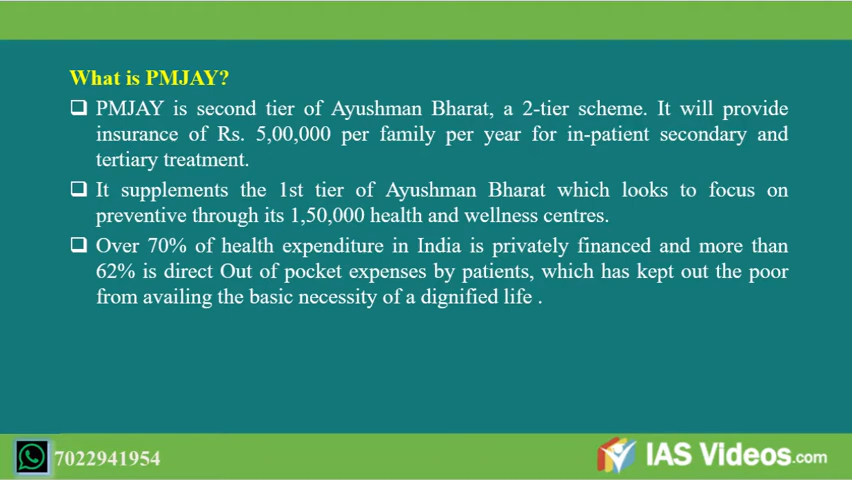 What is PMJAY?
❑ PMJAY is second tier of Ayushman Bharat, a 2-tier scheme. It will provide
insurance of Rs. 5,00,000 per family per year for in-patient secondary and
tertiary treatment.
❑ It supplements the 1st tier of Ayushman Bharat which looks to focus on
preventive through its 1,50,000 health and wellness centres.
❑ Over 70% of health expenditure in India is privately financed and more than
62% is direct Out of pocket expenses by patients, which has kept out the poor
from availing the basic necessity of a dignified life .
7022941954
IAS Videos.com